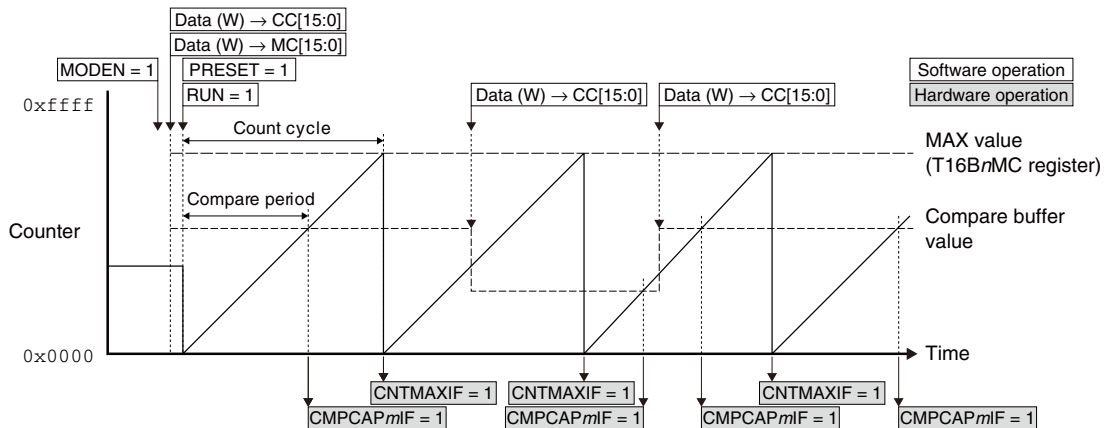 Data (W) → CC[15:0]
Data (W) → MC[15:0]
MODEN = 1
PRESET = 1
RUN = 1
Software operation
Hardware operation
0xffff
Data (W) → CC[15:0]
Data (W) → CC[15:0]
Count cycle
MAX value
(T16BnMC register)
Compare period
Counter
Compare buffer
value
0x0000
Time
CNTMAXIF = 1
CNTMAXIF = 1
CNTMAXIF = 1
CMPCAPmIF = 1
CMPCAPmIF = 1
CMPCAPmIF = 1
CMPCAPmIF = 1